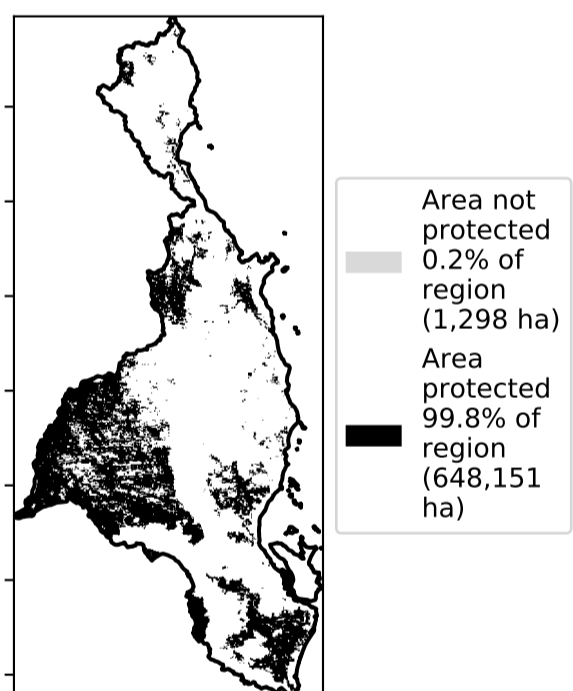 Area not
protected
0.2% of
region
(1,298 ha)
Area
protected
99.8% of
region
(648,151
ha)